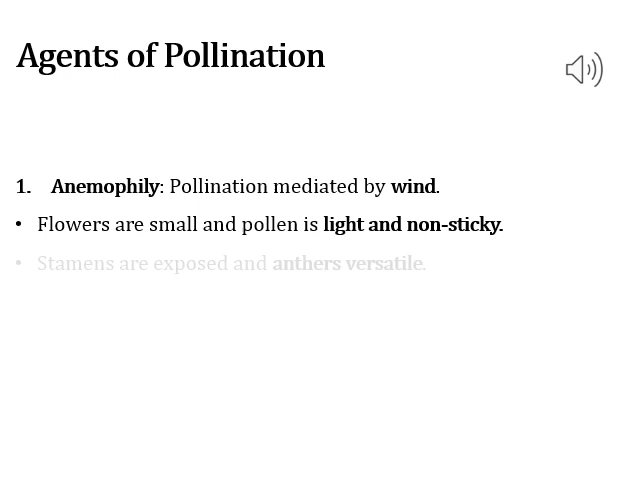 Agents of Pollination
1. Anemophily: Pollination mediated by wind.
• Flowers are small and pollen is light and non-sticky.
• Stamens are exposed and anthers versatile.